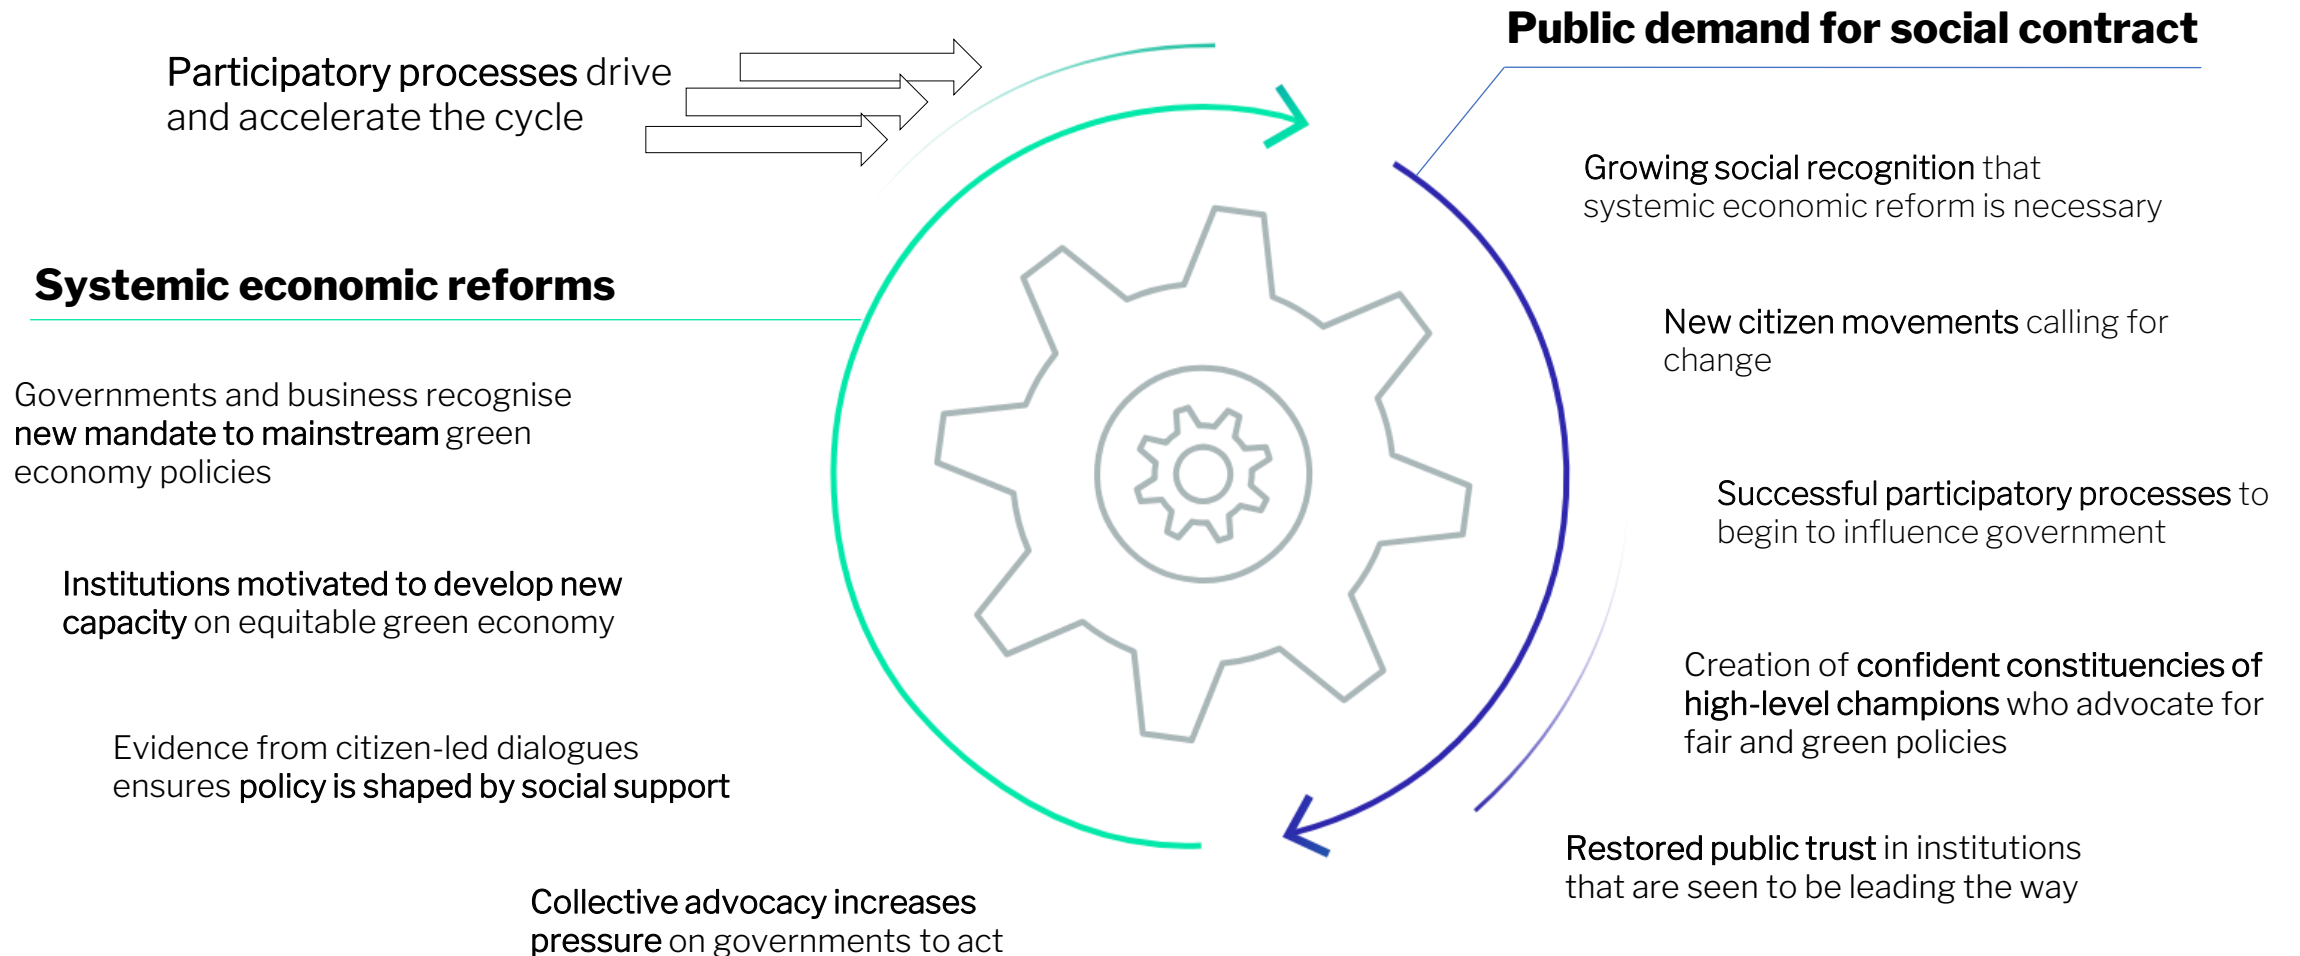 Participatory processes drive
and accelerate the cycle
Public demand for social contract
Growing social recognition that
systemic economic reform is necessary
New citizen movements calling for
change
Successful participatory processes to
begin to influence government
Creation of confident constituencies of
high-level champions who advocate for
fair and green policies
Restored public trust in institutions
that are seen to be leading the way
Systemic economic reforms
Governments and business recognise
new mandate to mainstream green
economy policies
Institutions motivated to develop new
capacity on equitable green economy
Evidence from citizen-led dialogues
ensures policy is shaped by social support
Collective advocacy increases
pressure on governments to act